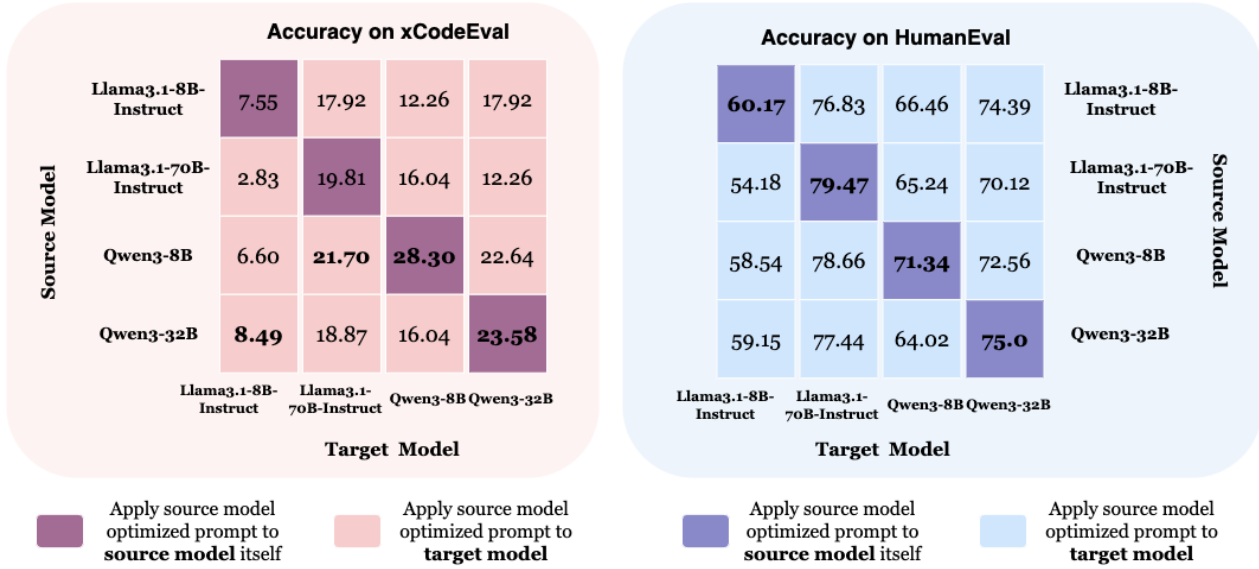 Accuracy on xCodeEval
Source Model
Llama3.1-8B-
Instruct
7.55 17.92 12.26 17.92
Llama3.1-70B-
Instruct
2.83 19.81 16.04 12.26
Qwen3-8B
6.60 21.70 28.30 22.64
Qwen3-32B
8.49 18.87 16.04 23.58
Llama3.1-8B-
Instruct
Llama3.1-
70B-Instruct
Qwen3-8B
Qwen3-32B
Target Model
Accuracy on HumanEval
60.17 76.83 66.46 74.39
Llama3.1-8B-
Instruct
54.18 79.47 65.24 70.12
Llama3.1-70B-
Instruct
58.54 78.66 71.34 72.56
Qwen3-8B
59.15 77.44 64.02 75.0
Qwen3-32B
Source Model
Llama3.1-8B-
Instruct
Llama3.1-
70B-Instruct
Qwen3-8B
Qwen3-32B
Target Model
Apply source model
optimized prompt to
source model itself
Apply source model
optimized prompt to
target model
Apply source model
optimized prompt to
source model itself
Apply source model
optimized prompt to
target model